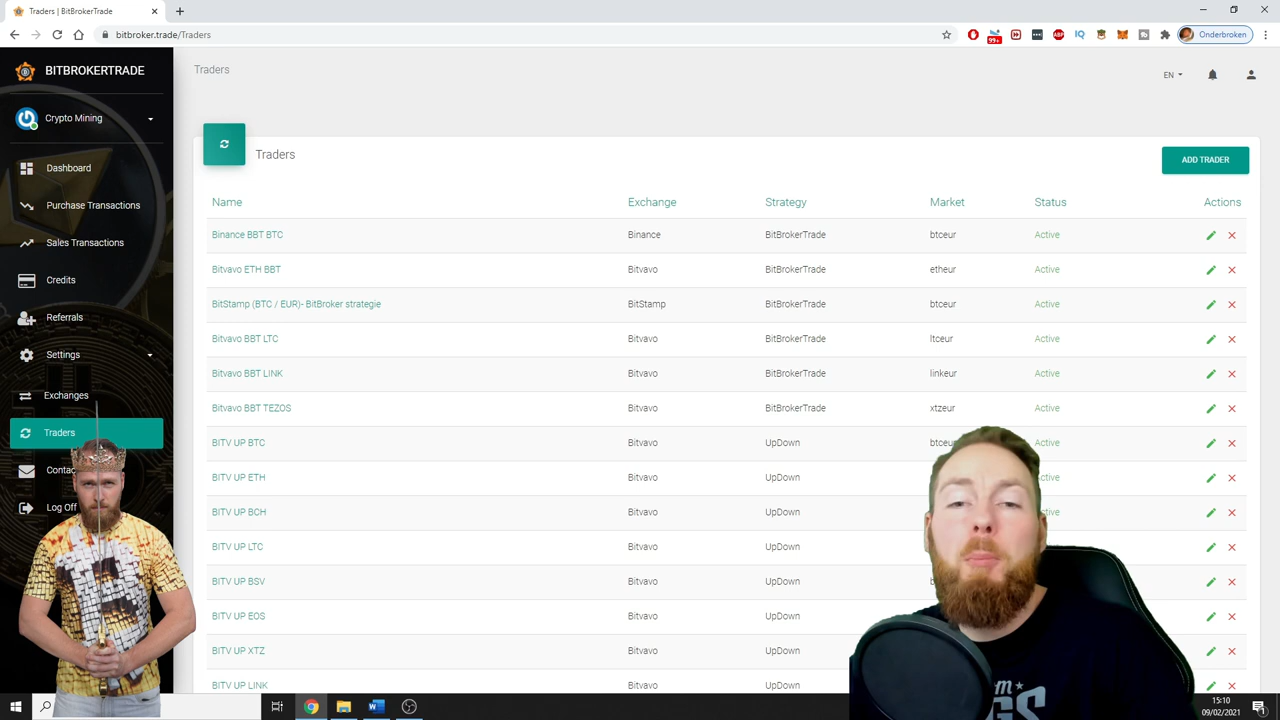 Traders | BitBrokerTrade
bitbroker.trade/Traders
99+
ABP
IQ
Onderbroken
BITBROKERTRADE
Crypto Mining
Dashboard
Purchase Transactions
Sales Transactions
Credits
Referrals
Settings
Exchanges
Traders
Log Off
Traders
EN
Traders
ADD TRADER
Name Exchange Strategy Market Status Actions
Binance BBT BTC Binance BitBrokerTrade btceur Active
Bitvavo ETH BBT Bitvavo BitBrokerTrade etheur Active
BitStamp (BTC / EUR)- BitBroker strategie BitStamp BitBrokerTrade btceur Active
Bitvavo BBT LTC Bitvavo BitBrokerTrade ltceur Active
Bitvavo BBT LINK Bitvavo BitBrokerTrade linkeur Active
Bitvavo BBT TEZOS Bitvavo BitBrokerTrade xtzeur Active
BITV UP BTC Bitvavo UpDown btceur Active
BITV UP ETH Bitvavo UpDown
BITV UP BCH Bitvavo UpDown
BITV UP LTC Bitvavo UpDown
BITV UP BSV Bitvavo UpDown
BITV UP EOS Bitvavo UpDown
BITV UP XTZ Bitvavo UpDown
BITV UP LINK Bitvavo UpDown
15:10
09/02/2021